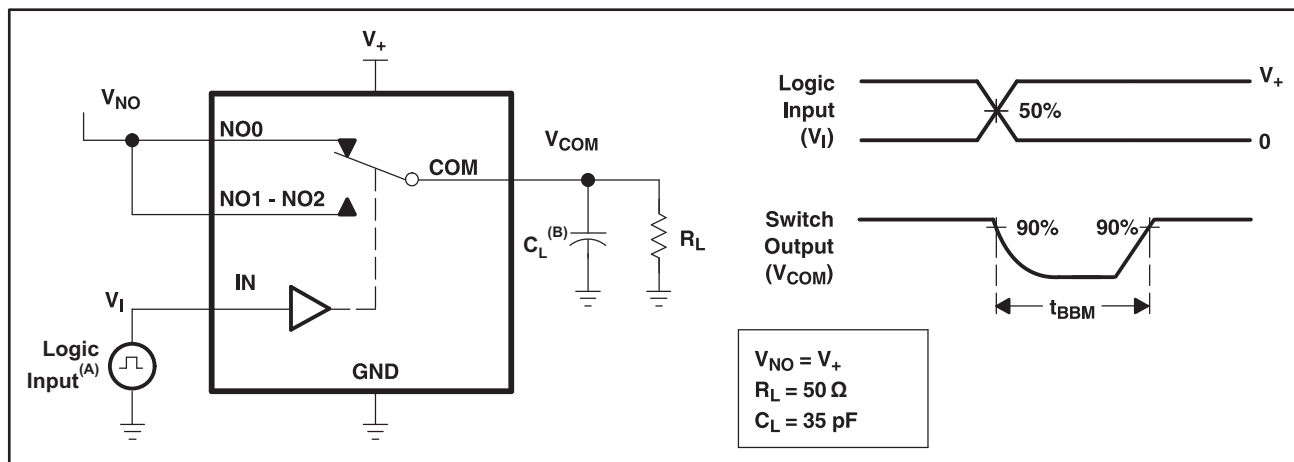 V+
VNO
NO0
NO1 - NO2
COM
VCOM
CL(B)
RL
IN
VI
Logic
Input(A)
GND
Logic
Input
(VI)
50%
V+
0
Switch
Output
(VCOM)
90%
90%
tBBM
VNO = V+
RL = 50 Ω
CL = 35 pF